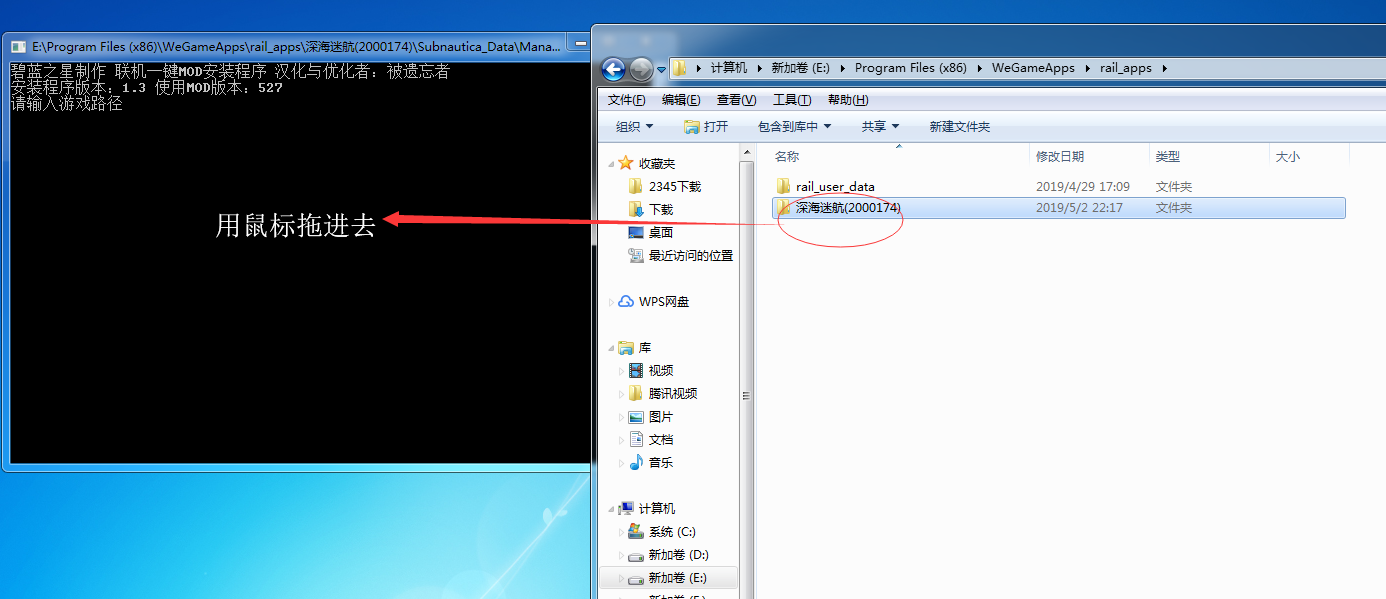 E:\Program Files (x86)\WeGameApps\rail_apps\深海迷航(2000174)\Subnautica_Data\Mana...
碧蓝之星制作 联机一键MOD安装程序 汉化与优化者：被遗忘者
安装程序版本：1.3 使用MOD版本：527
请输入游戏路径
用鼠标拖进去
计算机 新加卷 (E:) Program Files (x86) WeGameApps rail_apps
文件(F) 编辑(E) 查看(V) 工具(T) 帮助(H)
组织 打开 包含到库中 共享 新建文件夹
名称 修改日期 类型 大小
rail_user_data 2019/4/29 17:09 文件夹
深海迷航(2000174) 2019/5/2 22:17 文件夹
收藏夹
2345下载
下载
桌面
最近访问的位置
WPS网盘
库
视频
腾讯视频
图片
文档
音乐
计算机
系统 (C:)
新加卷 (D:)
新加卷 (E:)